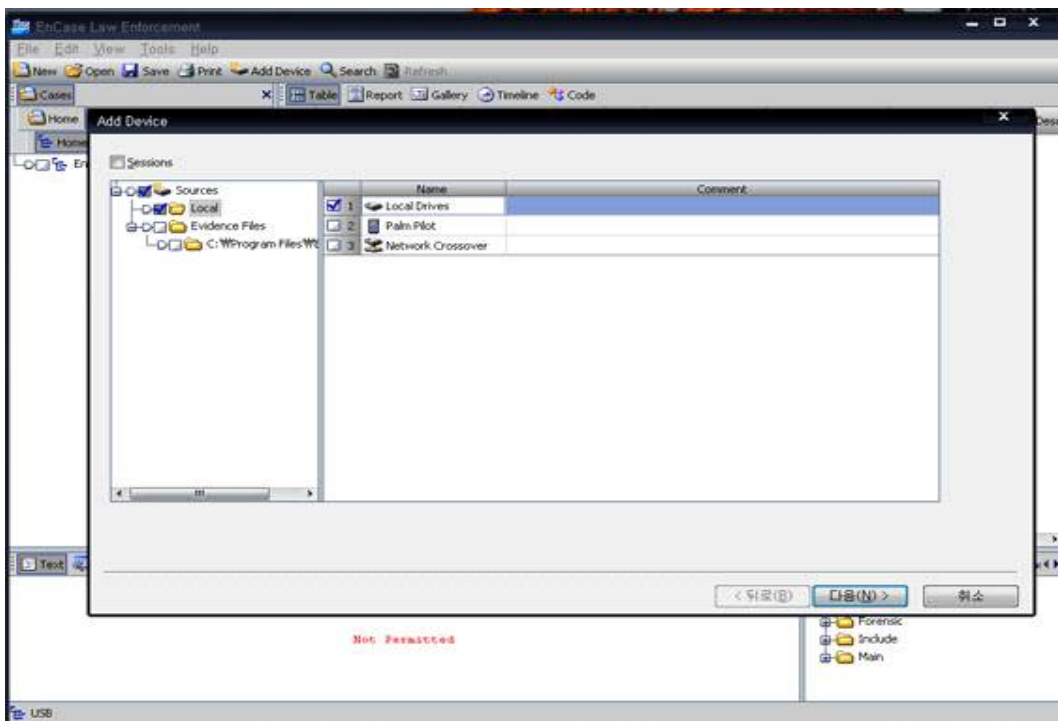 EnCase Law Enforcement
File Edit View Tools Help
New Open Save Print Add Device Search Refresh
Cases
Table Report Gallery Timeline Code
Home
Add Device
Home
Sessions
Sources
Local
Evidence Files
C:₩Program Files₩
Name Comment
1 Local Drives
2 Palm Pilot
3 Network Crossover
Text
< 뒤로(B) 다음(N) > 취소
Not Permitted
Forensic
Include
Main
USB